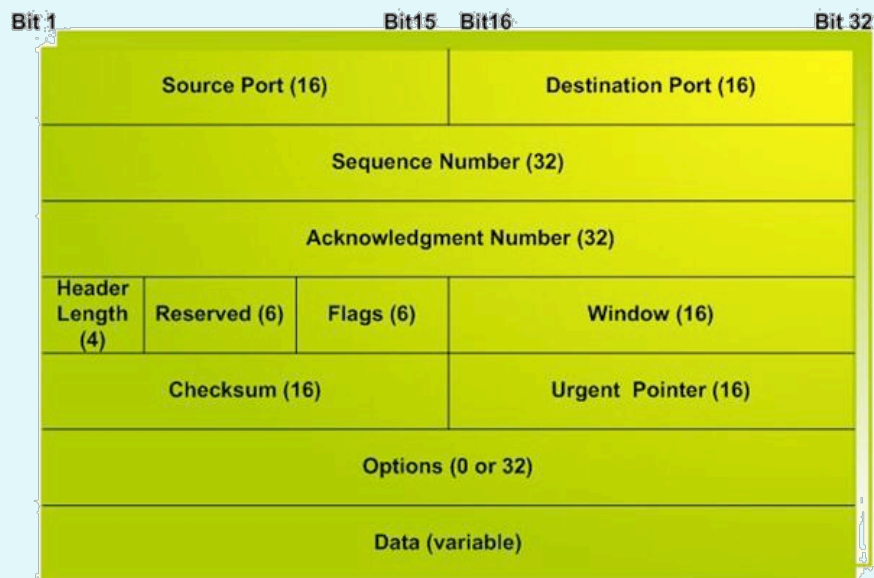 Bit 1 Bit15 Bit16 Bit 32
Source Port (16) Destination Port (16)
Sequence Number (32)
Acknowledgment Number (32)
Header
Length
(4)
Reserved (6) Flags (6) Window (16)
Checksum (16) Urgent Pointer (16)
Options (0 or 32)
Data (variable)